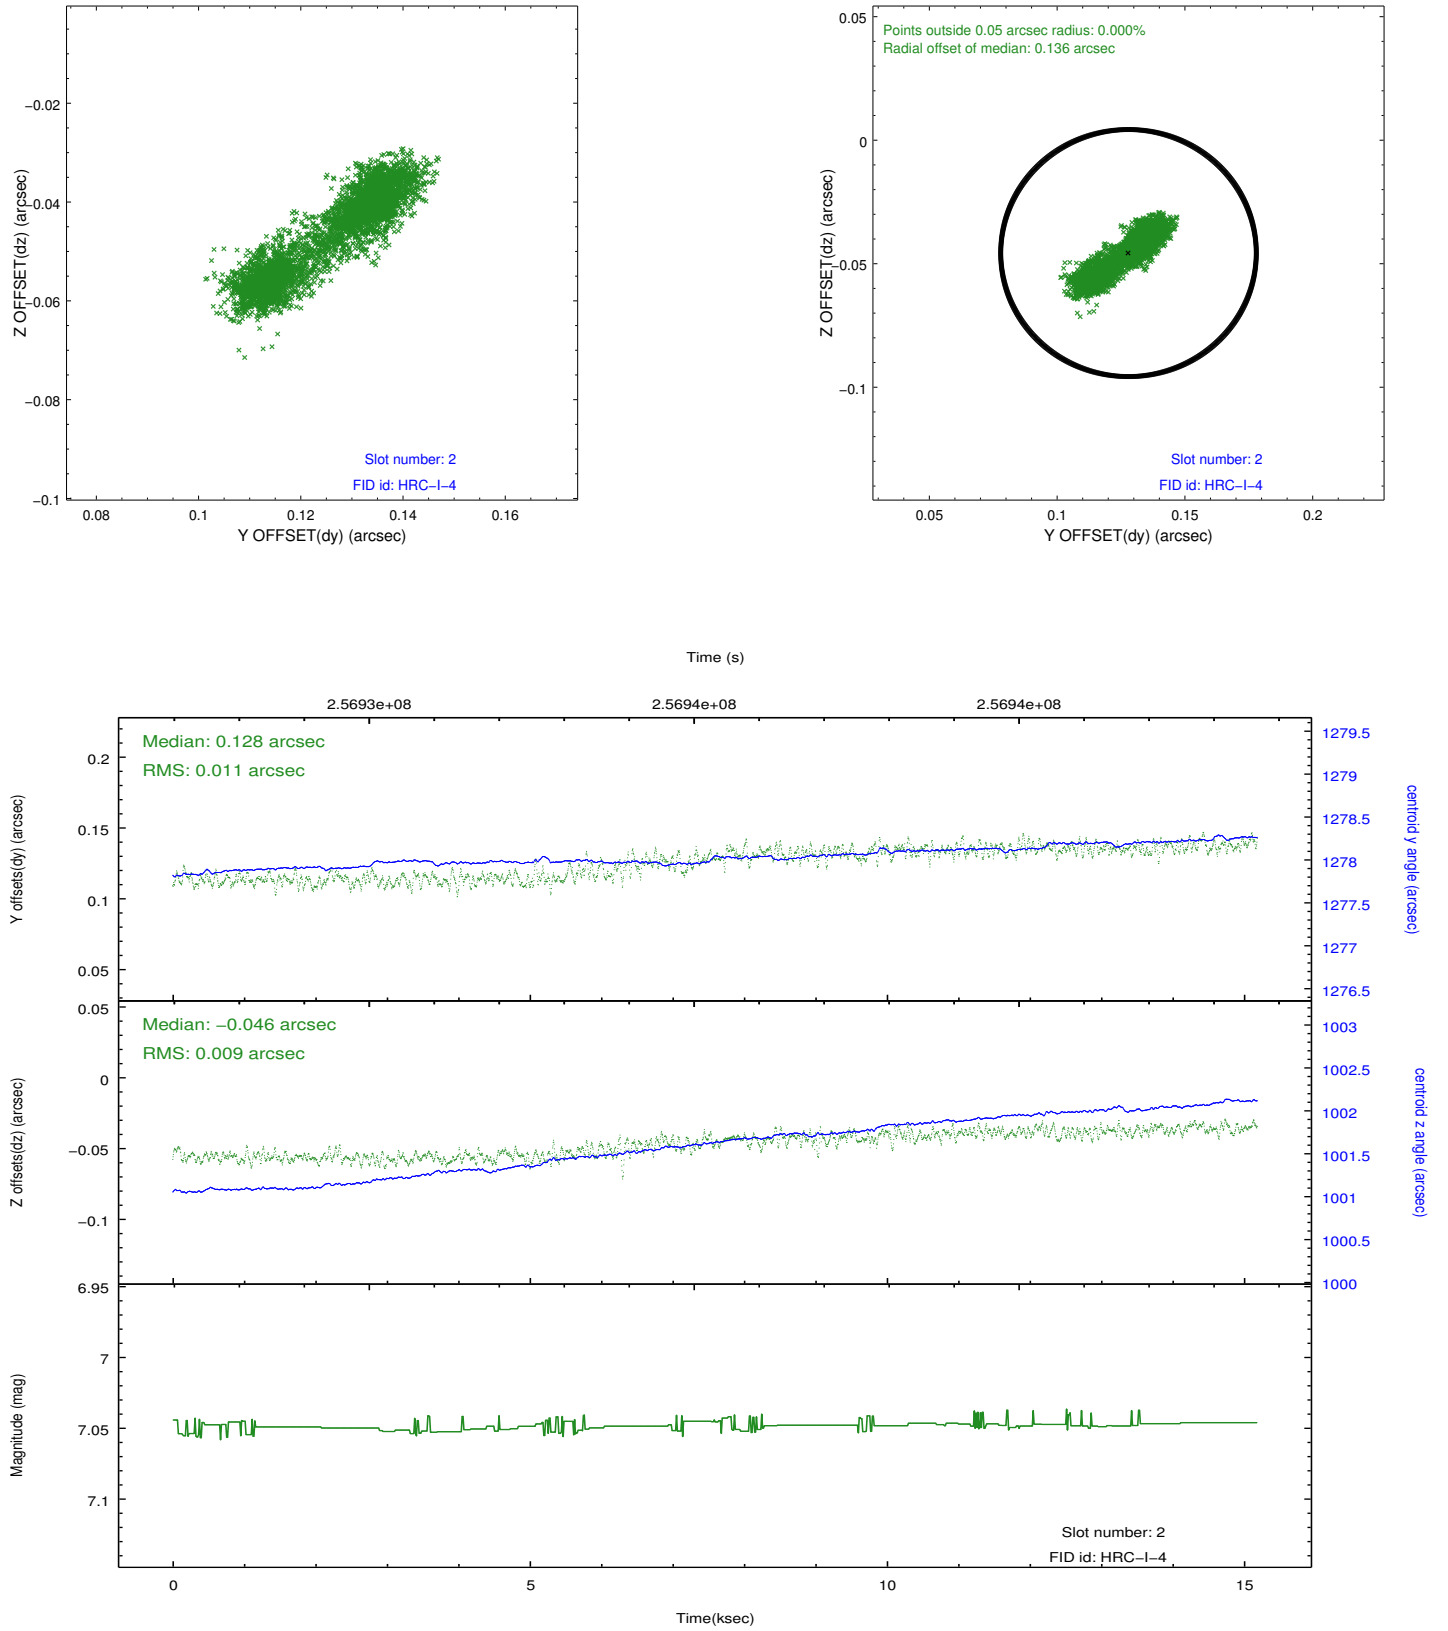 −0.02
−0.04
−0.06
−0.08
−0.1
Z OFFSET(dz) (arcsec)
Slot number: 2
FID id: HRC−I−4
0.08
0.1
0.12
0.14
0.16
Y OFFSET(dy) (arcsec)
Points outside 0.05 arcsec radius: 0.000%
Radial offset of median: 0.136 arcsec
0.05
0
−0.05
−0.1
Z OFFSET(dz) (arcsec)
Slot number: 2
FID id: HRC−I−4
0.05
0.1
0.15
0.2
Y OFFSET(dy) (arcsec)
Time (s)
2.5693e+08
2.5694e+08
2.5694e+08
Median: 0.128 arcsec
RMS: 0.011 arcsec
0.2
0.15
0.1
0.05
Y offsets(dy) (arcsec)
1279.5
1279
1278.5
1278
1277.5
1277
1276.5
centroid y angle (arcsec)
Median: −0.046 arcsec
RMS: 0.009 arcsec
0.05
0
−0.05
−0.1
Z offsets(dz) (arcsec)
1003
1002.5
1002
1001.5
1001
1000.5
1000
centroid z angle (arcsec)
6.95
7
7.05
7.1
Magnitude (mag)
Slot number: 2
FID id: HRC−I−4
0
5
10
15
Time(ksec)